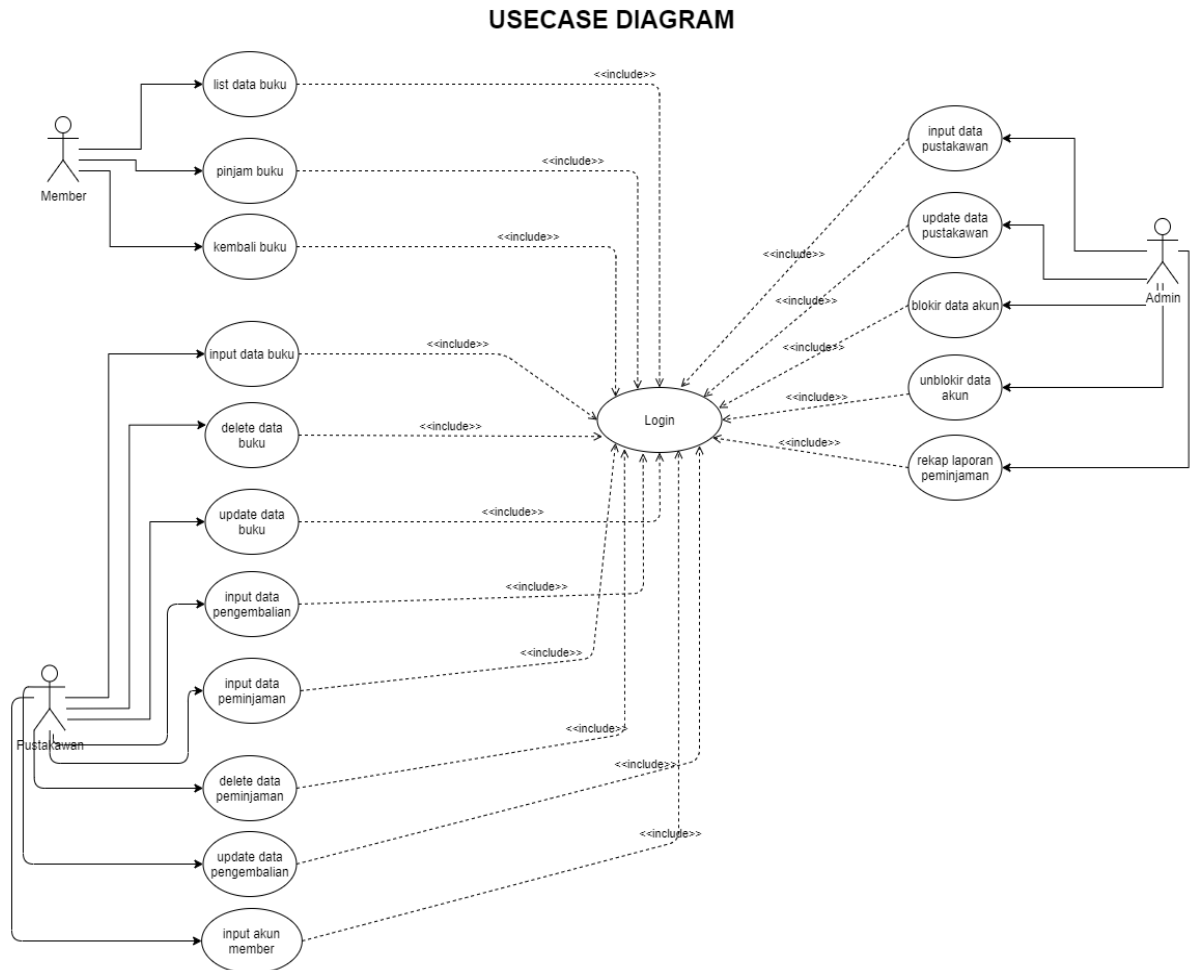 USECASE DIAGRAM
list data buku
<<include>>
Member
pinjam buku
<<include>>
kembali buku
<<include>>
input data buku
<<include>>
delete data
buku
<<include>>
update data
buku
<<include>>
input data
pengembalian
<<include>>
Pustakawan
input data
peminjaman
<<include>>
delete data
peminjaman
<<include>>
update data
pengembalian
<<include>>
input akun
member
<<include>>
Login
input data
pustakawan
<<include>>
update data
pustakawan
<<include>>
blokir data akun
<<include>>
unblokir data
akun
<<include>>
rekap laporan
peminjaman
<<include>>
Admin